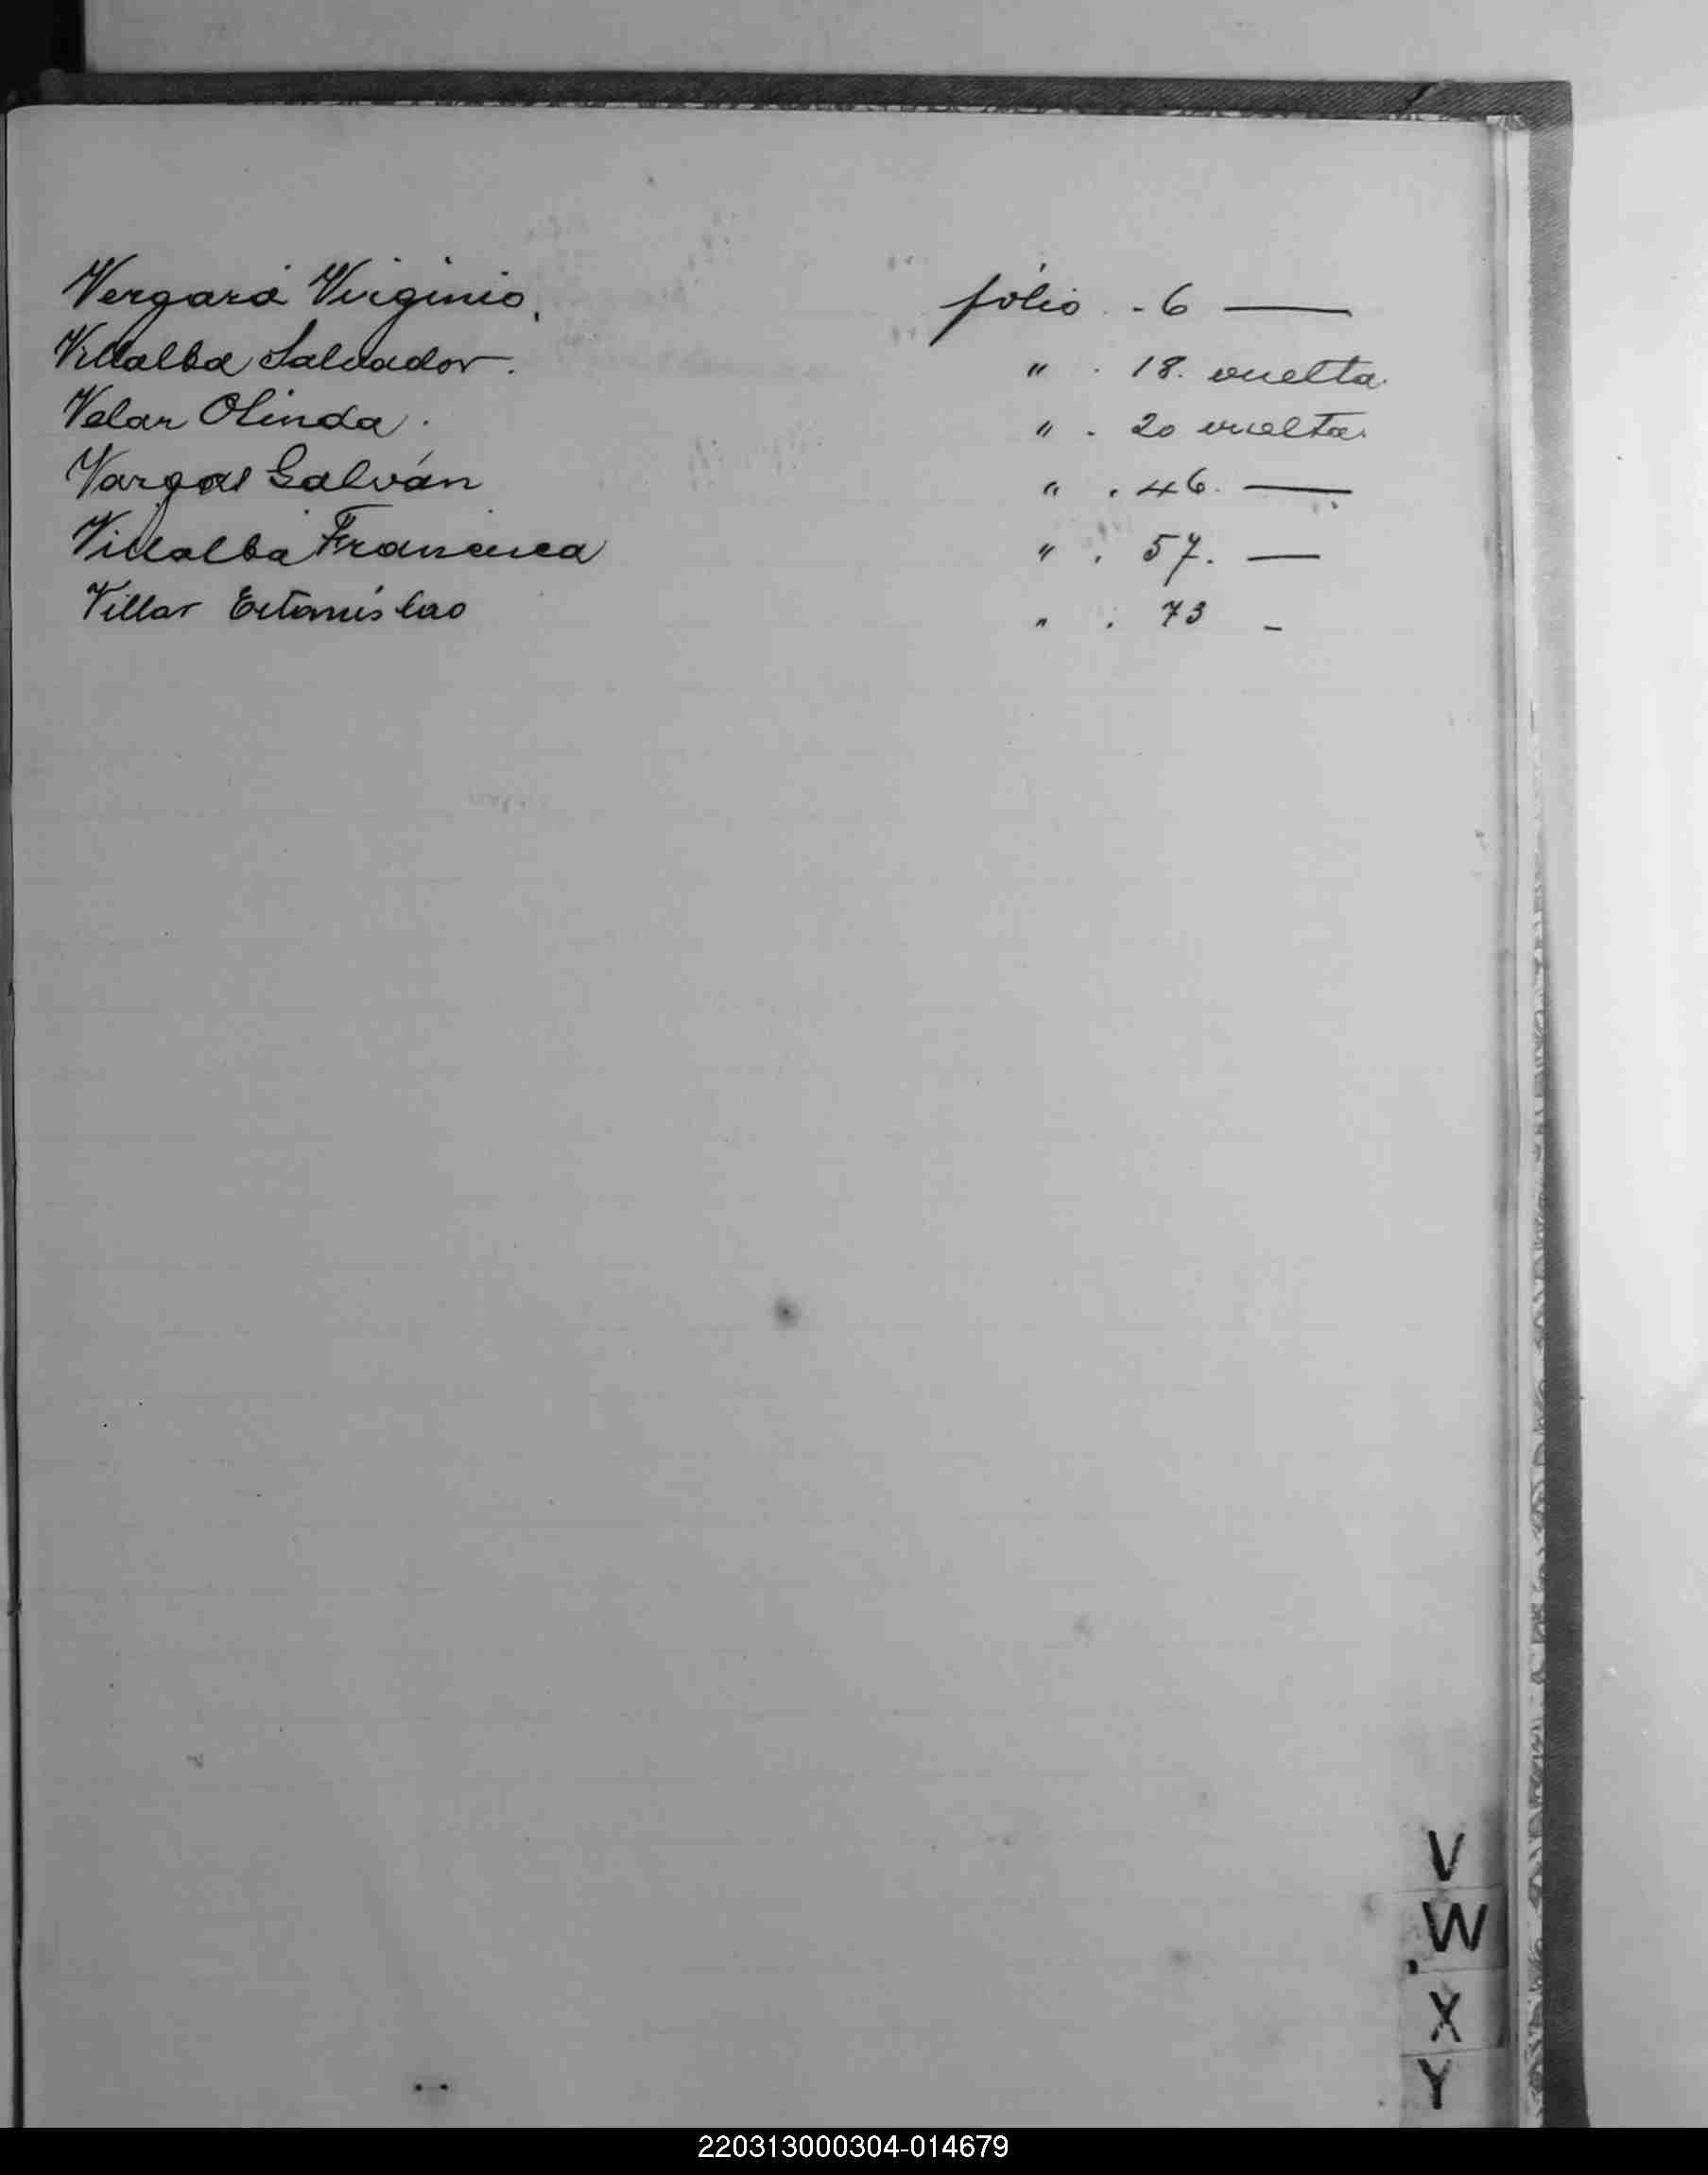 Vergara Virginio. folio - 6 —
Villalba Salvador. " . 18. vuelta.
Velar Olinda. " . 20 vuelta.
Vargas Galván " . 46. —
Villalba Francisca " . 57. —
Villar Estanislao " . 73 -
V
W
X
Y
220313000304-014679